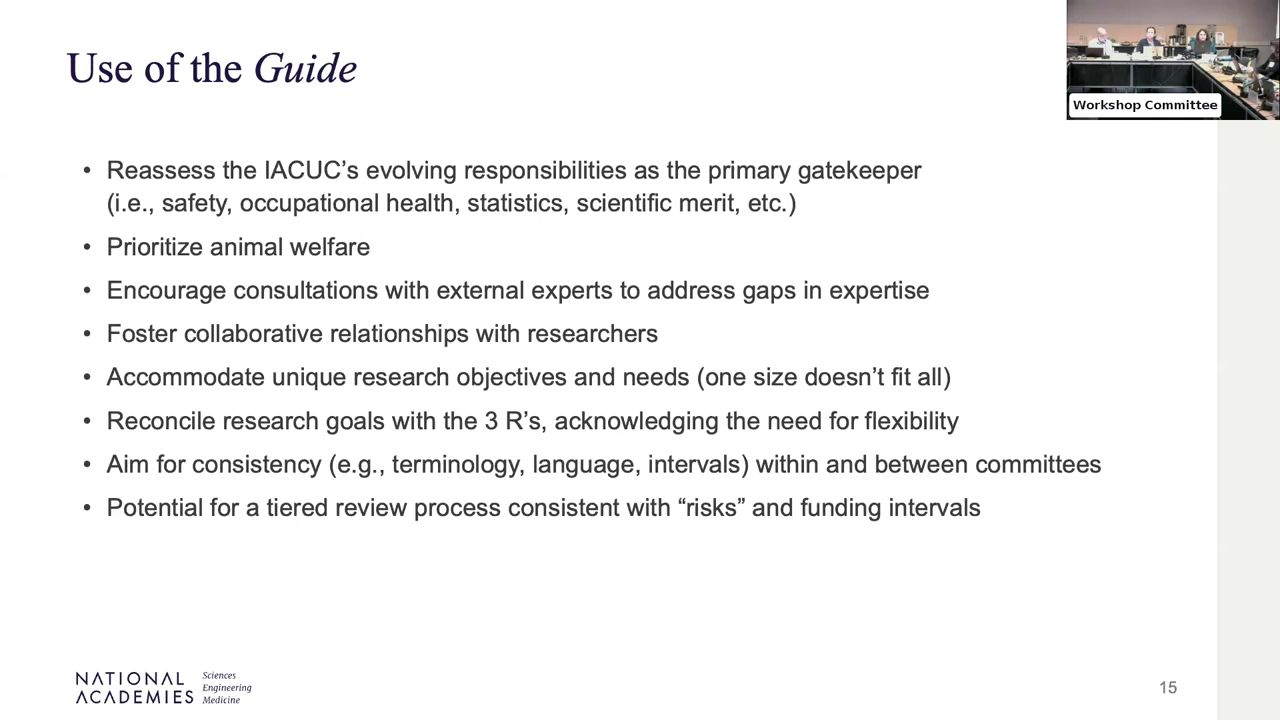 Use of the Guide
Workshop Committee
• Reassess the IACUC’s evolving responsibilities as the primary gatekeeper
(i.e., safety, occupational health, statistics, scientific merit, etc.)
• Prioritize animal welfare
• Encourage consultations with external experts to address gaps in expertise
• Foster collaborative relationships with researchers
• Accommodate unique research objectives and needs (one size doesn’t fit all)
• Reconcile research goals with the 3 R’s, acknowledging the need for flexibility
• Aim for consistency (e.g., terminology, language, intervals) within and between committees
• Potential for a tiered review process consistent with “risks” and funding intervals
NATIONAL
ACADEMIES
Sciences
Engineering
Medicine
15